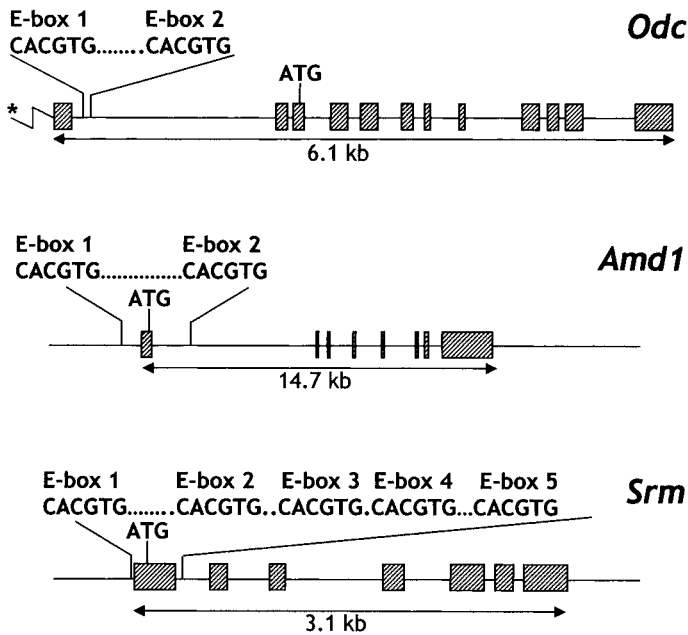 E-box 1 E-box 2 Odc
CACGTG........CACGTG
ATG
*
6.1 kb
E-box 1 E-box 2 Amd1
CACGTG...............CACGTG
ATG
14.7 kb
E-box 1 E-box 2 E-box 3 E-box 4 E-box 5 Srm
CACGTG........CACGTG..CACGTG.CACGTG...CACGTG
ATG
3.1 kb